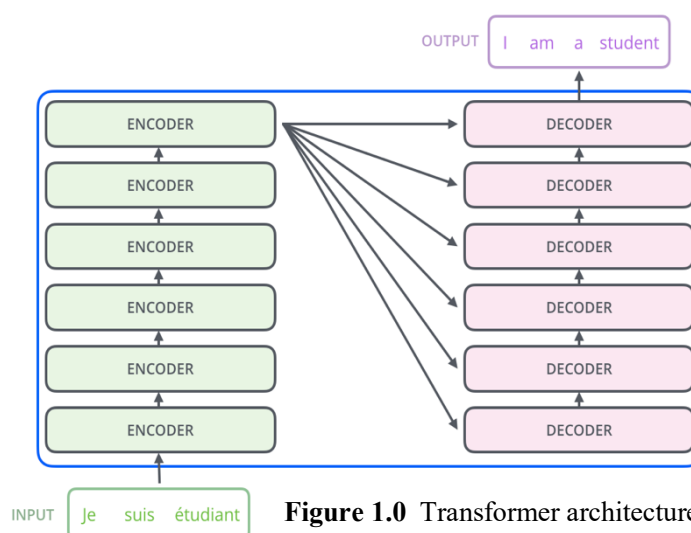 OUTPUT I am a student
ENCODER DECODER
ENCODER DECODER
ENCODER DECODER
ENCODER DECODER
ENCODER DECODER
ENCODER DECODER
INPUT Je suis étudiant
Figure 1.0 Transformer architecture